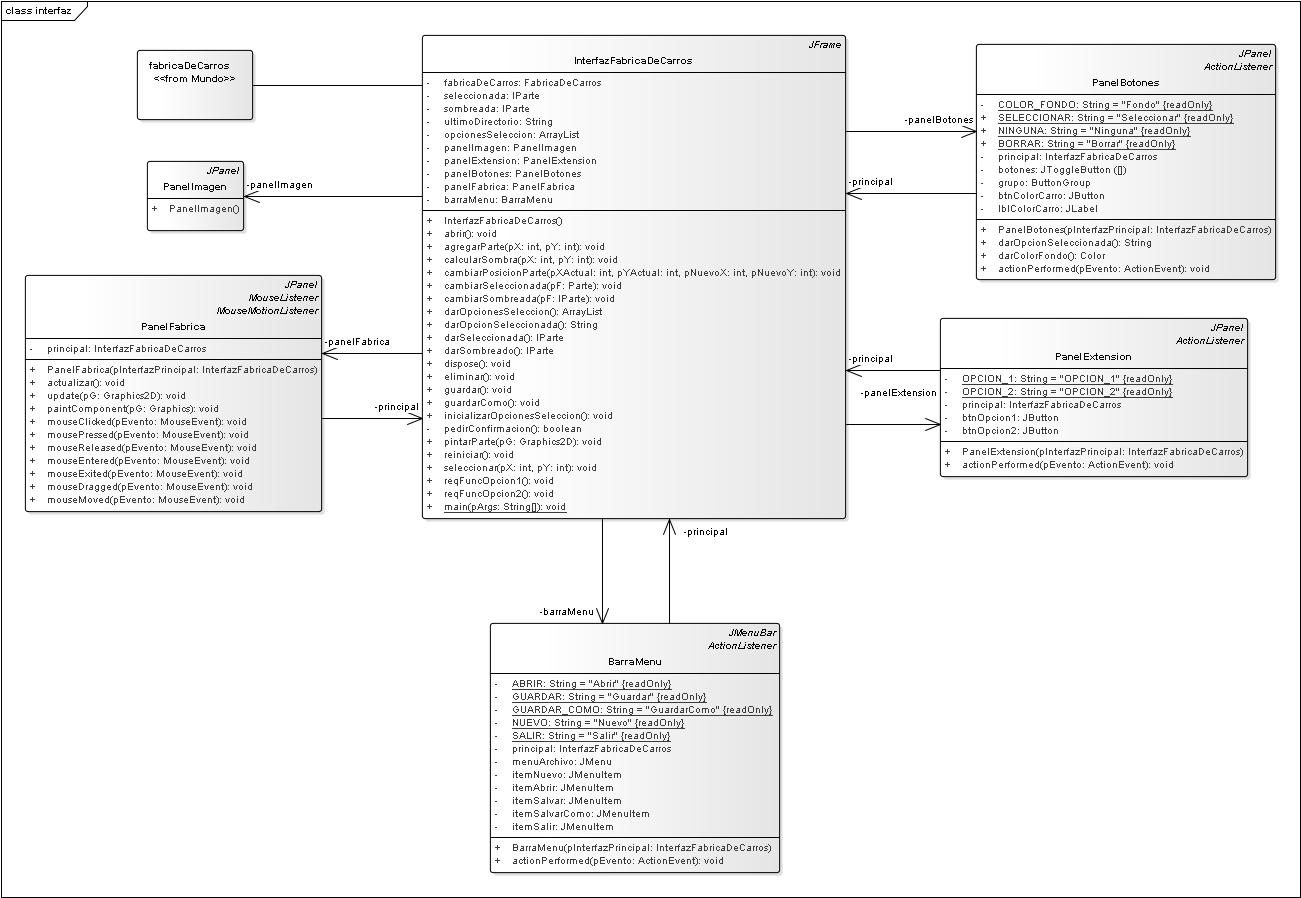 class interfaz
fabricaDeCarros
<<from Mundo>>
JPanel
PanelImagen
+ PanelImagen()
-panelImagen
JPanel
MouseListener
MouseMotionListener
PanelFabrica
- principal: InterfazFabricaDeCarros
+ PanelFabrica(pInterfazPrincipal: InterfazFabricaDeCarros)
+ actualizar(): void
+ update(pG: Graphics2D): void
+ paintComponent(pG: Graphics): void
+ mouseClicked(pEvento: MouseEvent): void
+ mousePressed(pEvento: MouseEvent): void
+ mouseReleased(pEvento: MouseEvent): void
+ mouseEntered(pEvento: MouseEvent): void
+ mouseExited(pEvento: MouseEvent): void
+ mouseDragged(pEvento: MouseEvent): void
+ mouseMoved(pEvento: MouseEvent): void
-panelFabrica
-principal
JFrame
InterfazFabricaDeCarros
- fabricaDeCarros: FabricaDeCarros
- seleccionada: IParte
- sombreada: IParte
- ultimoDirectorio: String
- opcionesSeleccion: ArrayList
- panelImagen: PanelImagen
- panelExtension: PanelExtension
- panelBotones: PanelBotones
- panelFabrica: PanelFabrica
- barraMenu: BarraMenu
+ InterfazFabricaDeCarros()
+ abrir(): void
+ agregarParte(pX: int, pY: int): void
+ calcularSombra(pX: int, pY: int): void
+ cambiarPosicionParte(pXActual: int, pYActual: int, pNuevoX: int, pNuevoY: int): void
+ cambiarSeleccionada(pF: Parte): void
+ cambiarSombreada(pF: IParte): void
+ darOpcionesSeleccion(): ArrayList
+ darOpcionSeleccionada(): String
+ darSeleccionada(): IParte
+ darSombreado(): IParte
+ dispose(): void
+ eliminar(): void
+ guardar(): void
+ guardarComo(): void
+ inicializarOpcionesSeleccion(): void
- pedirConfirmacion(): boolean
+ pintarParte(pG: Graphics2D): void
+ reiniciar(): void
+ seleccionar(pX: int, pY: int): void
+ reqFuncOpcion1(): void
+ reqFuncOpcion2(): void
+ main(pArgs: String[]): void
-panelBotones
-principal
JPanel
ActionListener
PanelBotones
- COLOR_FONDO: String = "Fondo" {readOnly}
+ SELECCIONAR: String = "Seleccionar" {readOnly}
+ NINGUNA: String = "Ninguna" {readOnly}
+ BORRAR: String = "Borrar" {readOnly}
- principal: InterfazFabricaDeCarros
- botones: JToggleButton ([])
- grupo: ButtonGroup
- btnColorCarro: JButton
- lblColorCarro: JLabel
+ PanelBotones(pInterfazPrincipal: InterfazFabricaDeCarros)
+ darOpcionSeleccionada(): String
+ darColorFondo(): Color
+ actionPerformed(pEvento: ActionEvent): void
-principal
-panelExtension
JPanel
ActionListener
PanelExtension
- OPCION_1: String = "OPCION_1" {readOnly}
- OPCION_2: String = "OPCION_2" {readOnly}
- principal: InterfazFabricaDeCarros
- btnOpcion1: JButton
- btnOpcion2: JButton
+ PanelExtension(pInterfazPrincipal: InterfazFabricaDeCarros)
+ actionPerformed(pEvento: ActionEvent): void
-principal
-barraMenu
JMenuBar
ActionListener
BarraMenu
- ABRIR: String = "Abrir" {readOnly}
- GUARDAR: String = "Guardar" {readOnly}
- GUARDAR_COMO: String = "GuardarComo" {readOnly}
- NUEVO: String = "Nuevo" {readOnly}
- SALIR: String = "Salir" {readOnly}
- principal: InterfazFabricaDeCarros
- menuArchivo: JMenu
- itemNuevo: JMenuItem
- itemAbrir: JMenuItem
- itemSalvar: JMenuItem
- itemSalvarComo: JMenuItem
- itemSalir: JMenuItem
+ BarraMenu(pInterfazPrincipal: InterfazFabricaDeCarros)
+ actionPerformed(pEvento: ActionEvent): void